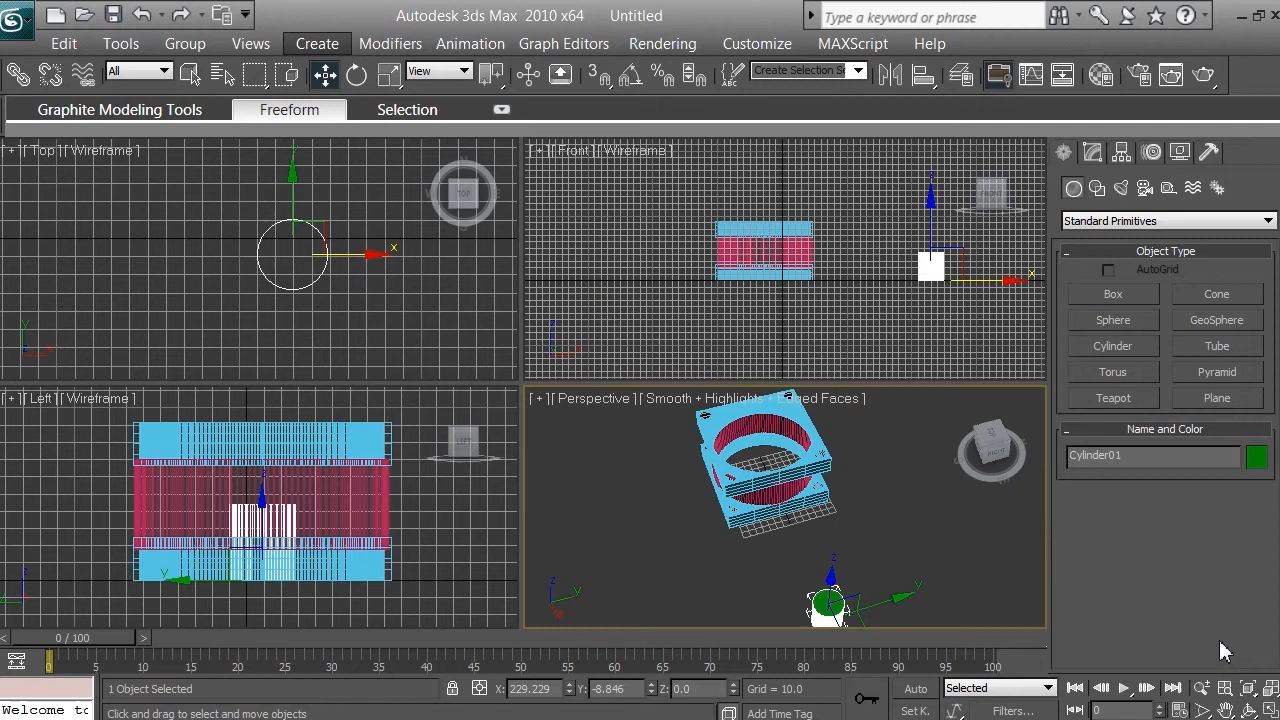 Autodesk 3ds Max 2010 x64 Untitled
Type a keyword or phrase
Edit Tools Group Views Create Modifiers Animation Graph Editors Rendering Customize MAXScript Help
All View Create Selection Se
Graphite Modeling Tools Freeform Selection
[ + ] [ Top ] [ Wireframe ]
[ + ] [ Front ] [ Wireframe ]
TOP
FRONT
x
z
x
Standard Primitives
Object Type
AutoGrid
Box Cone
Sphere GeoSphere
Cylinder Tube
Torus Pyramid
Teapot Plane
Name and Color
Cylinder01
[ + ] [ Left ] [ Wireframe ]
[ + ] [ Perspective ] [ Smooth + Highlights + Edged Faces ]
LEFT
RIGHT
z
y
z
y
z
y
< 0 / 100 >
0 5 10 15 20 25 30 35 40 45 50 55 60 65 70 75 80 85 90 95 100
1 Object Selected X: 229.229 Y: -8.846 Z: 0.0 Grid = 10.0 Auto Selected
Welcome to Click and drag to select and move objects Add Time Tag Set K. Filters... 0